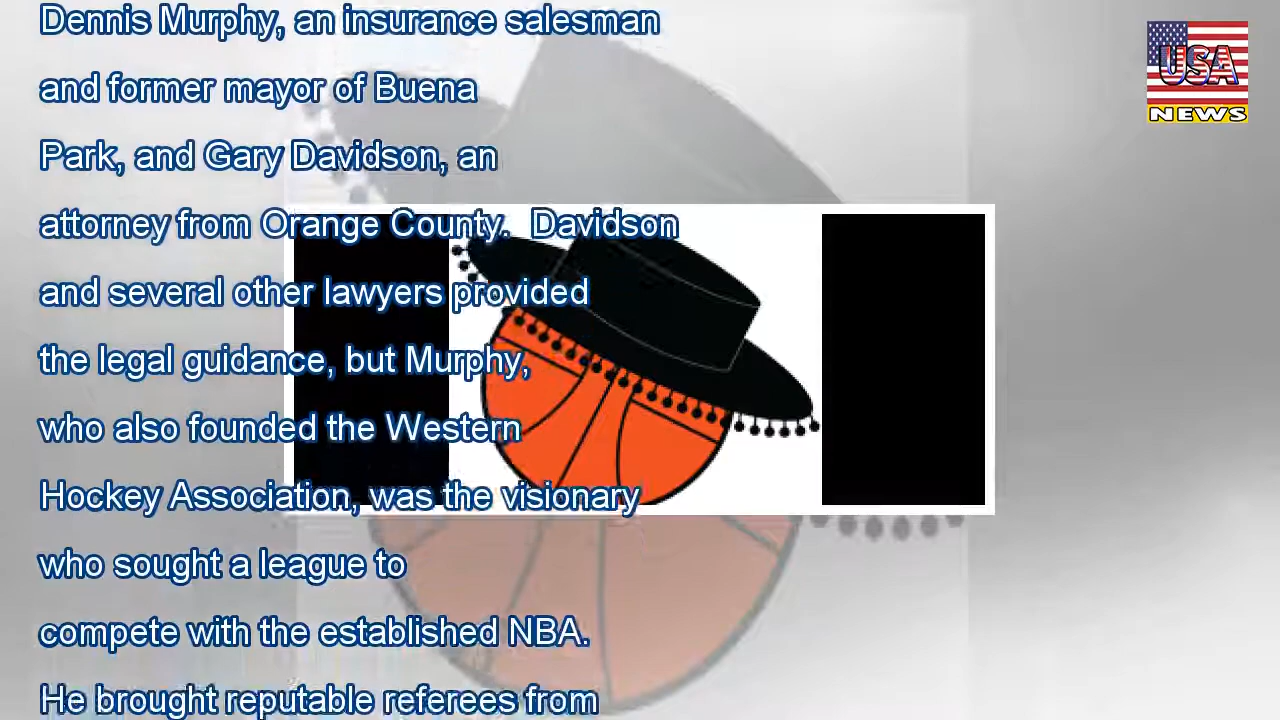 Dennis Murphy, an insurance salesman
and former mayor of Buena
Park, and Gary Davidson, an
attorney from Orange County.  Davidson
and several other lawyers provided
the legal guidance, but Murphy,
who also founded the Western
Hockey Association, was the visionary
who sought a league to
compete with the established NBA.
He brought reputable referees from
USA
NEWS